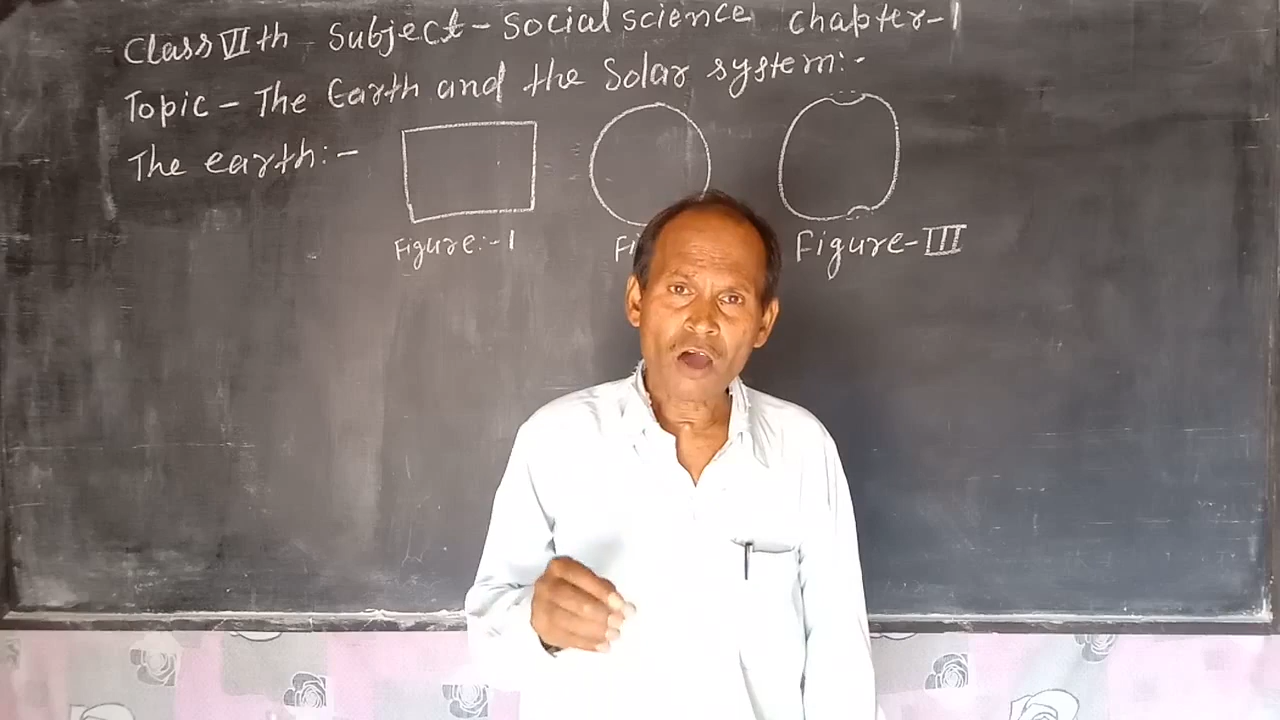 Class VI th Subject - Social science Chapter - 1
Topic - The Earth and the Solar system :-
The earth :-
Figure :- 1 Fi Figure - III